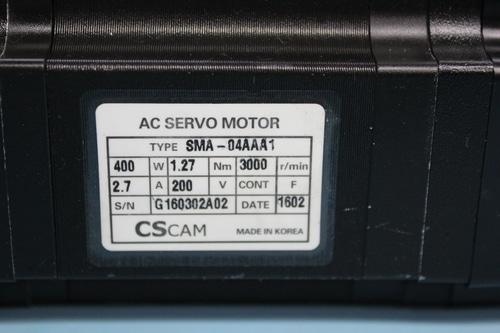 AC SERVO MOTOR
TYPE SMA-04AAA1
400 W 1.27 Nm 3000 r/min
2.7 A 200 V CONT F
S/N G160302A02 DATE 1602
CSCAM MADE IN KOREA